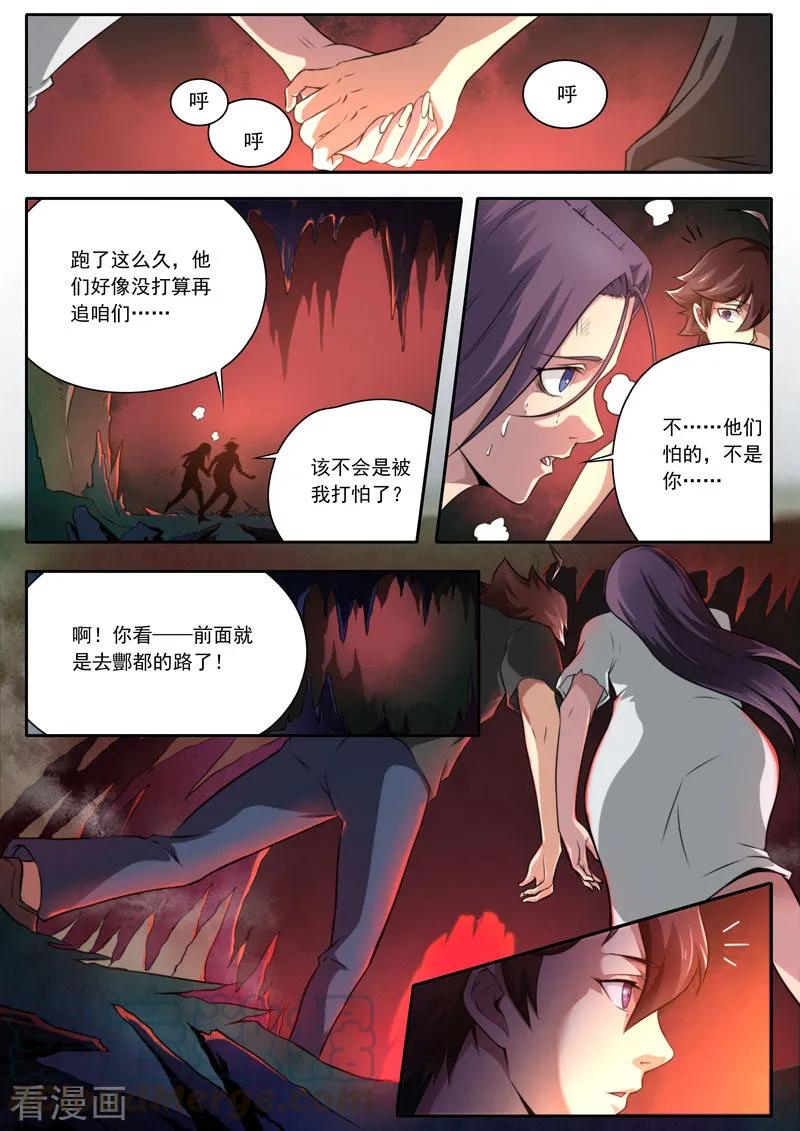 呼
呼
呼
跑了这么久，他
们好像没打算再
追咱们……
该不会是被
我打怕了？
不……他们
怕的，不是
你……
啊！你看——前面就
是去酆都的路了！
看漫画